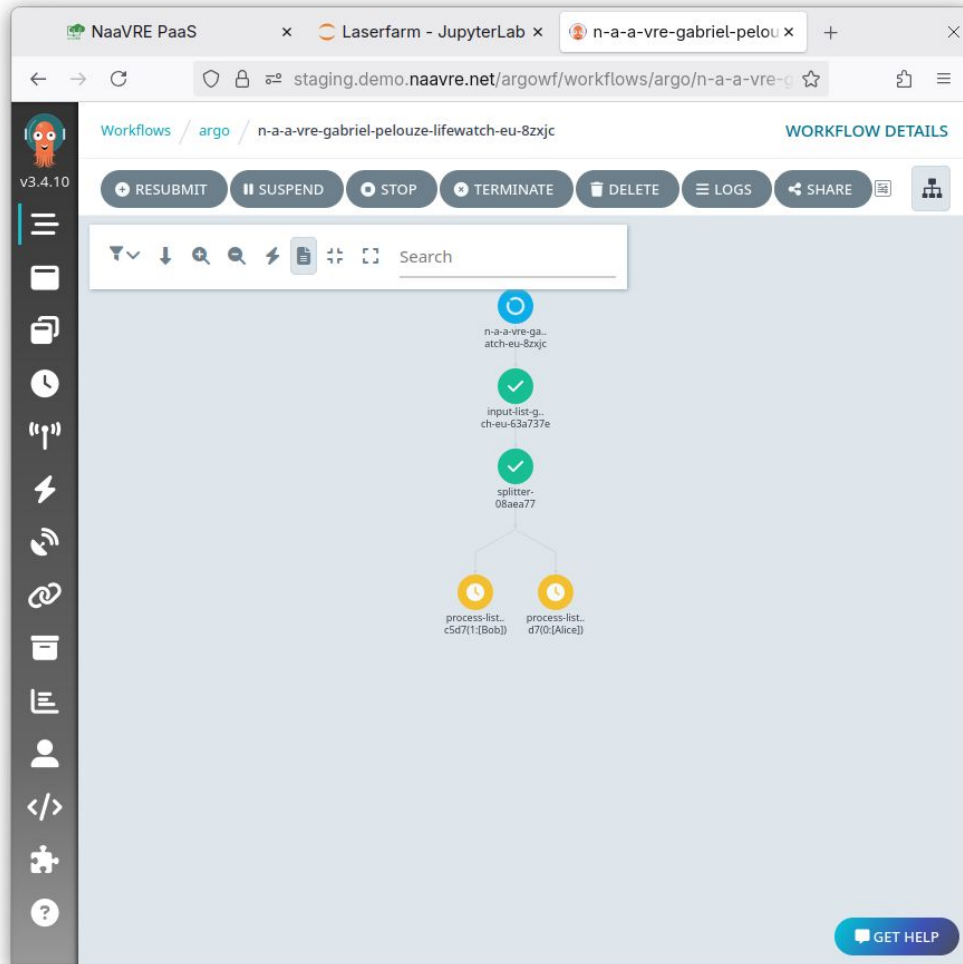 NaaVRE PaaS
Laserfarm - JupyterLab
n-a-a-vre-gabriel-pelou
staging.demo.naavre.net/argowf/workflows/argo/n-a-a-vre-g
Workflows / argo / n-a-a-vre-gabriel-pelouze-lifewatch-eu-8zxjc
WORKFLOW DETAILS
v3.4.10
RESUBMIT
SUSPEND
STOP
TERMINATE
DELETE
LOGS
SHARE
Search
n-a-a-vre-ga..
atch-eu-8zxjc
input-list-g..
ch-eu-63a737e
splitter-
08aea77
process-list..
c5d7(1:[Bob])
process-list..
d7(0:[Alice])
GET HELP